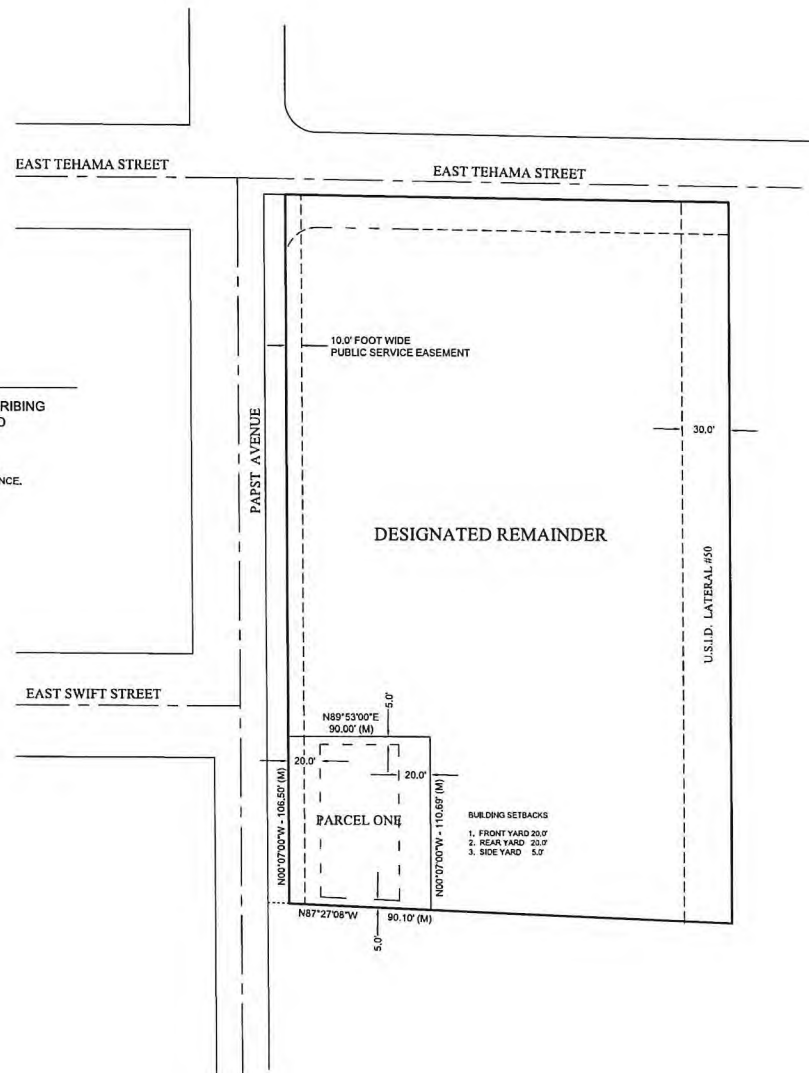 EAST TEHAMA STREET
EAST TEHAMA STREET
10.0' FOOT WIDE
PUBLIC SERVICE EASEMENT
RIBING
D
NCE.
PAPST AVENUE
30.0'
DESIGNATED REMAINDER
U.S.I.D. LATERAL #50
EAST SWIFT STREET
N89°53'00"E
90.00' (M)
5.0'
20.0'
20.0'
N00°07'00"W - 106.50' (M)
PARCEL ONE
N00°07'00"W - 110.69' (M)
BUILDING SETBACKS
1. FRONT YARD 20.0'
2. REAR YARD 20.0'
3. SIDE YARD 5.0'
N87°27'08"W 90.10' (M)
5.0'